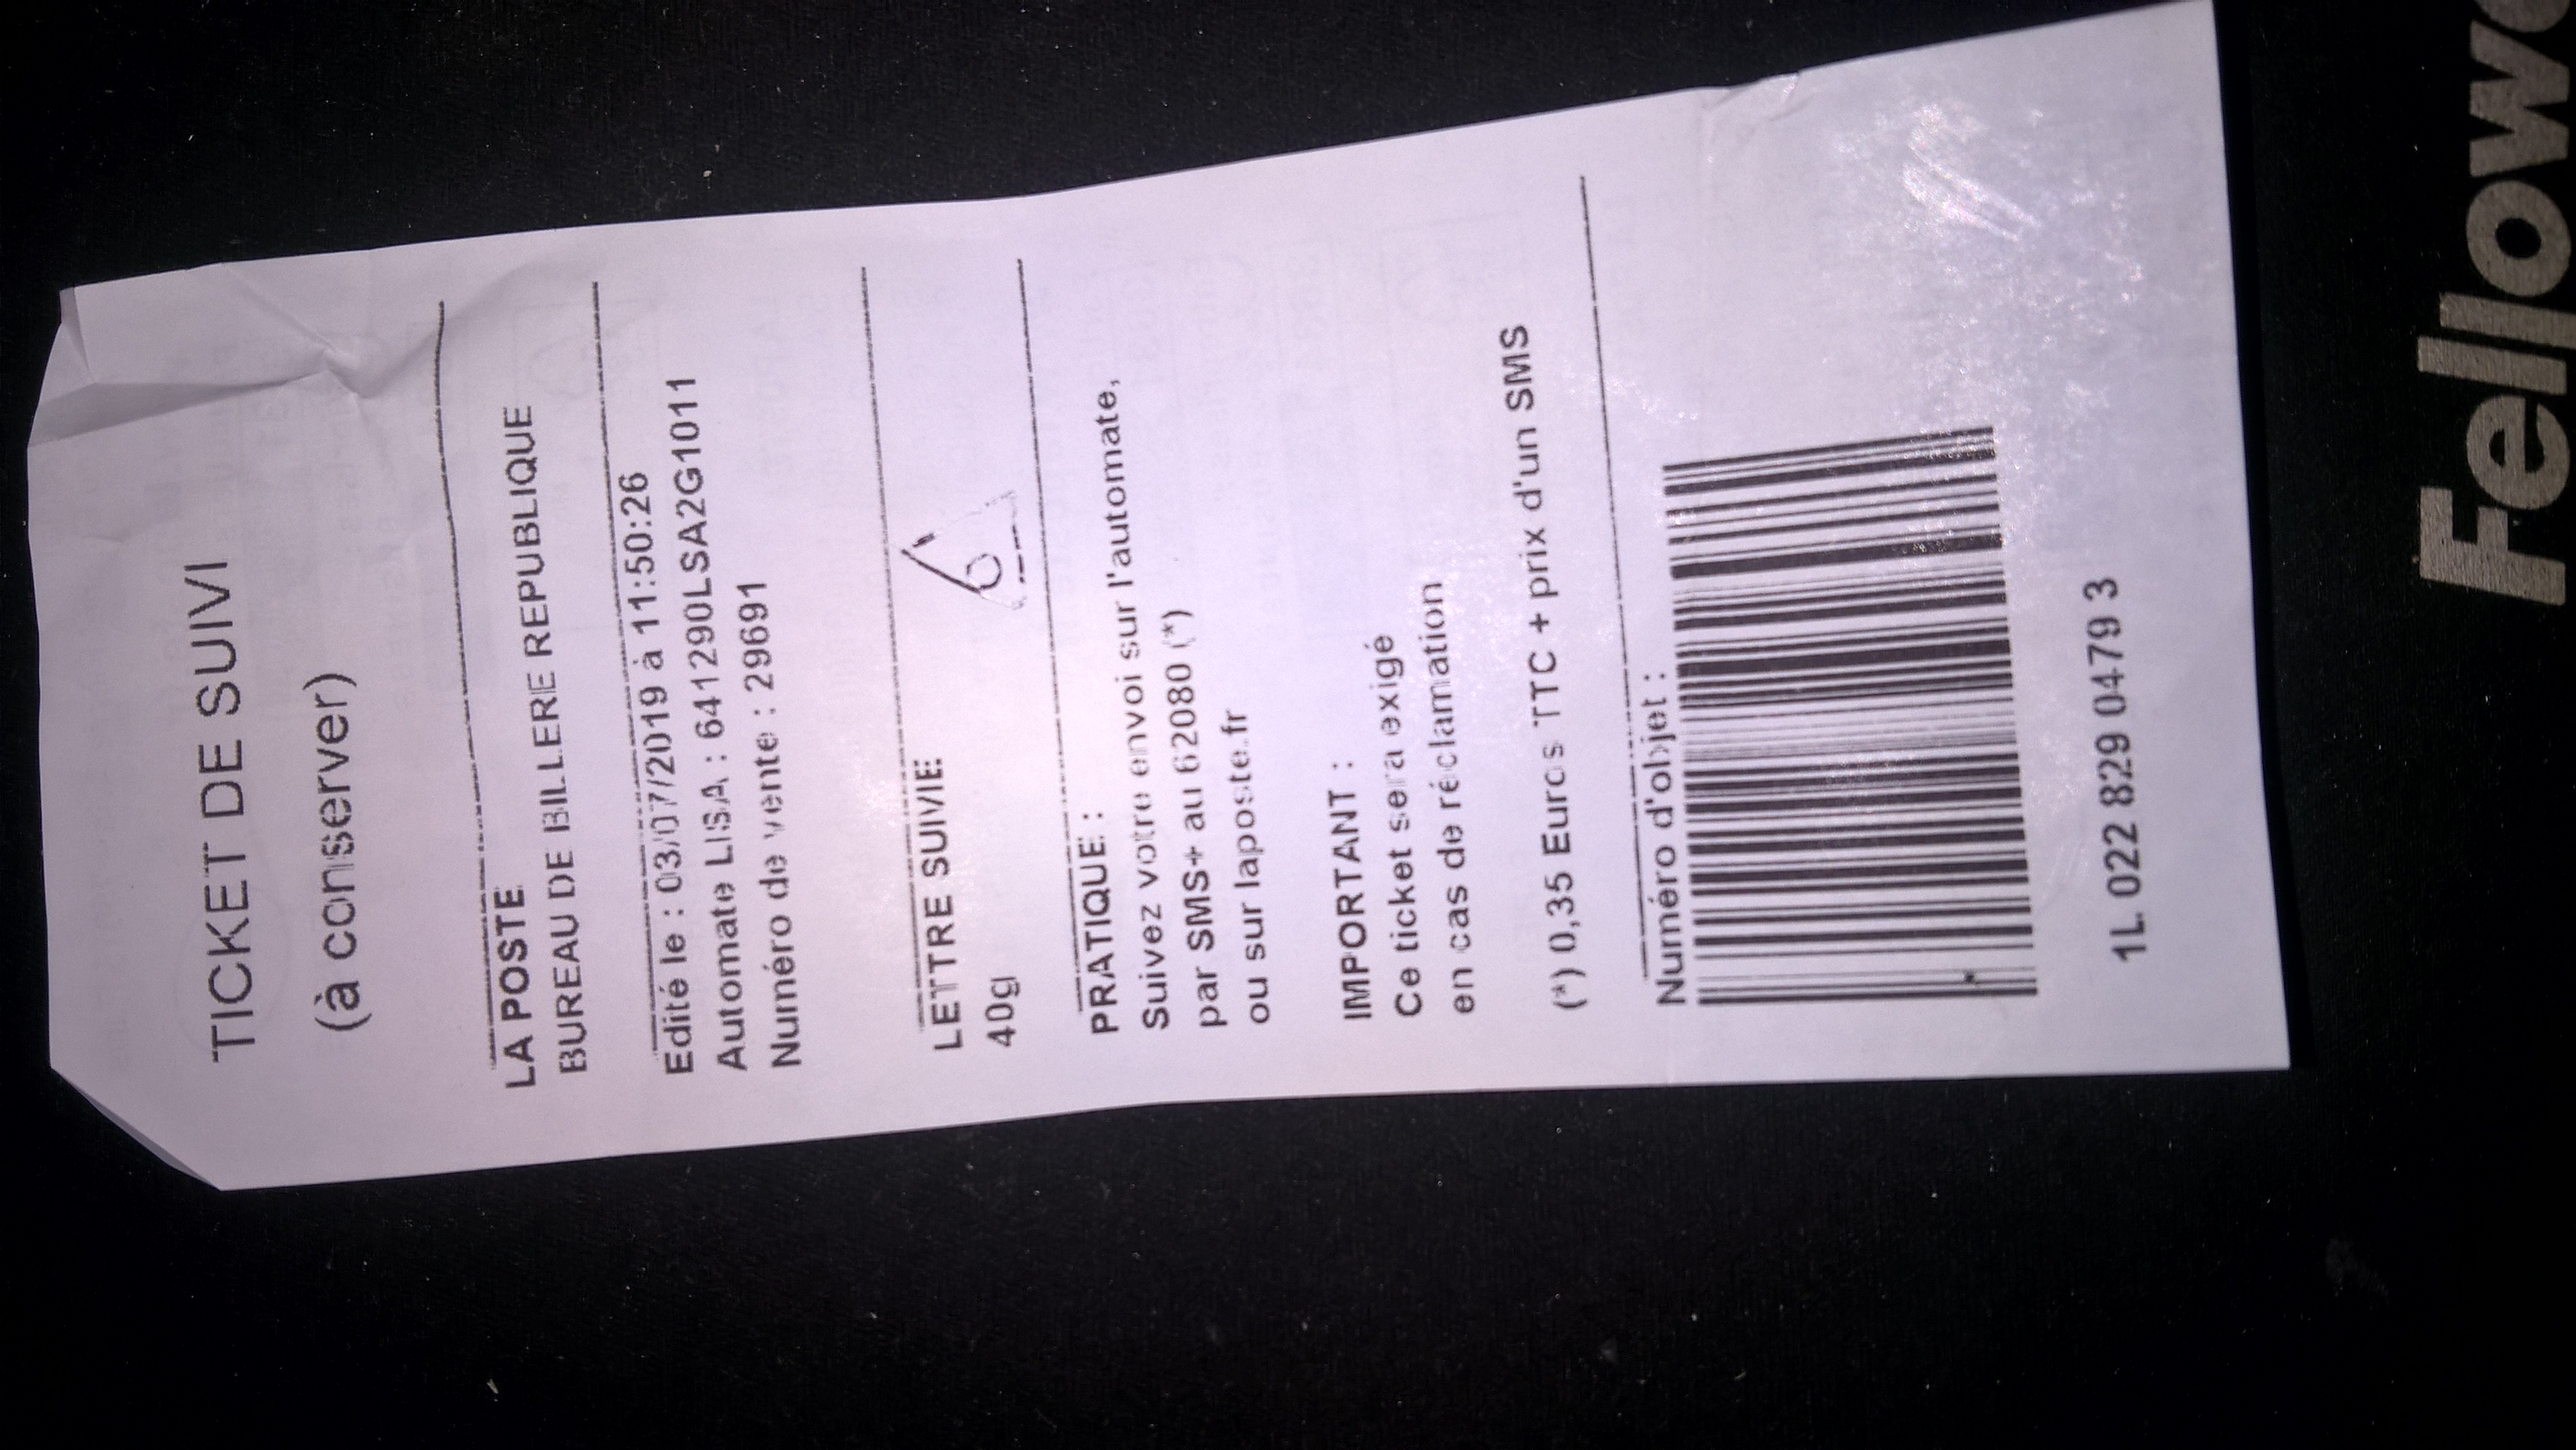 TICKET DE SUIVI
(à conserver)
LA POSTE
BUREAU DE BILLERE REPUBLIQUE
Edité le : 03/07/2019 à 11:50:26
Automate LISA : 641290LSA2G1011
Numéro de vente : 29691
LETTRE SUIVIE
40g
PRATIQUE :
Suivez votre envoi sur l'automate,
par SMS+ au 62080 (*)
ou sur laposte.fr
IMPORTANT :
Ce ticket sera exigé
en cas de réclamation
(*) 0,35 Euros TTC + prix d'un SMS
Numéro d'objet :
1L 022 829 0479 3